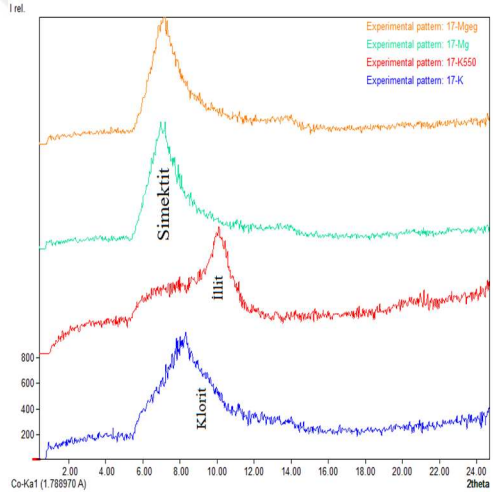 I rel.
Experimental pattern: 17-Mgeg
Experimental pattern: 17-Mg
Experimental pattern: 17-K550
Experimental pattern: 17-K
Simektit
İllit
Klorit
800
600
400
200
2.00 4.00 6.00 8.00 10.00 12.00 14.00 16.00 18.00 20.00 22.00 24.00
Co-Ka1 (1.788970 A) 2theta